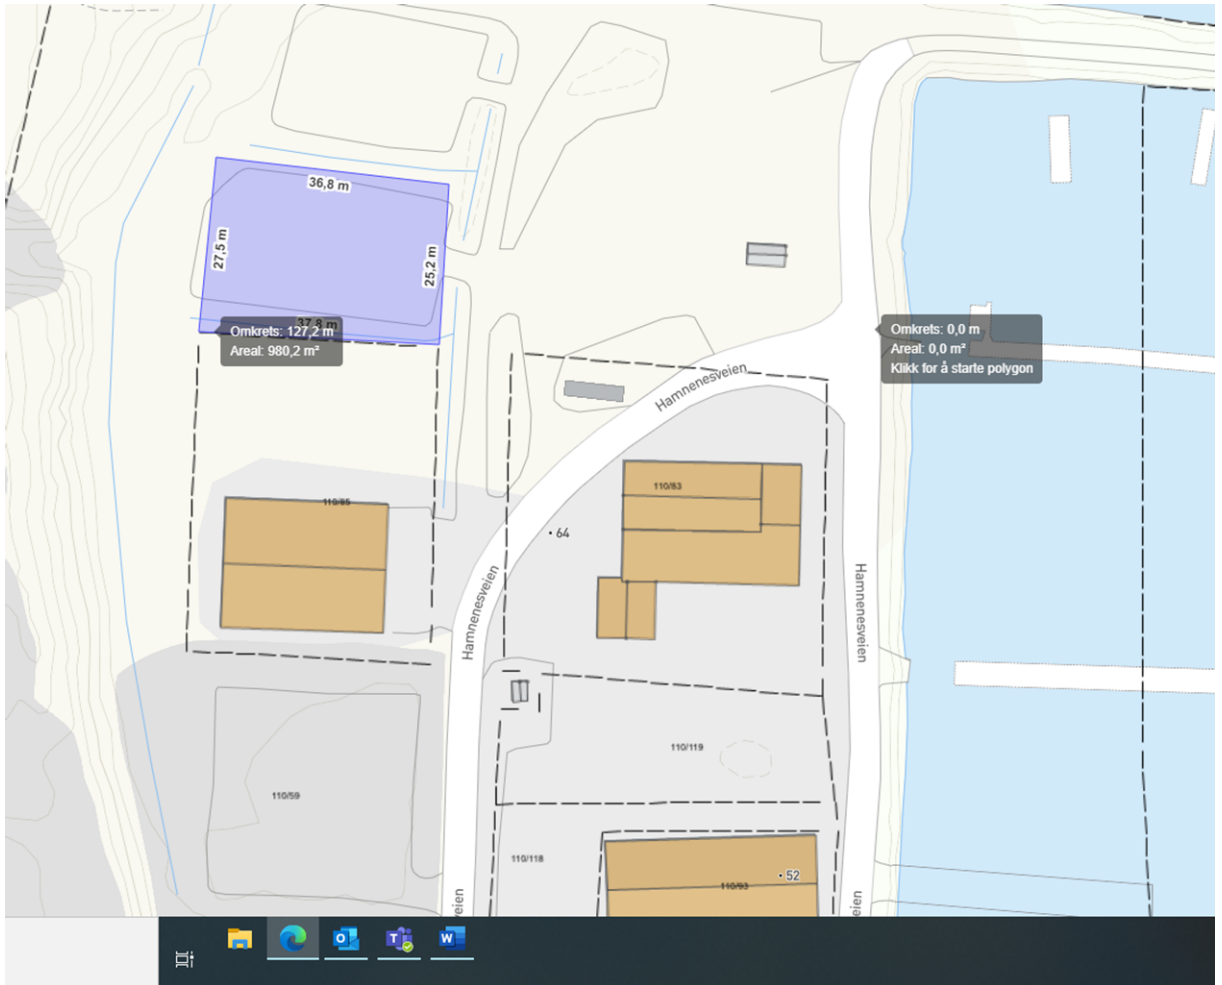 36,8 m
27,5 m
25,2 m
37,8 m
Omkrets: 127,2 m
Areal: 980,2 m²
Omkrets: 0,0 m
Areal: 0,0 m²
Klikk for å starte polygon
Hamnenesveien
110/83
110/85
64
Hamnenesveien
Hamnenesveien
110/119
110/59
110/118
52
110/93
eien
eien
O
T
W